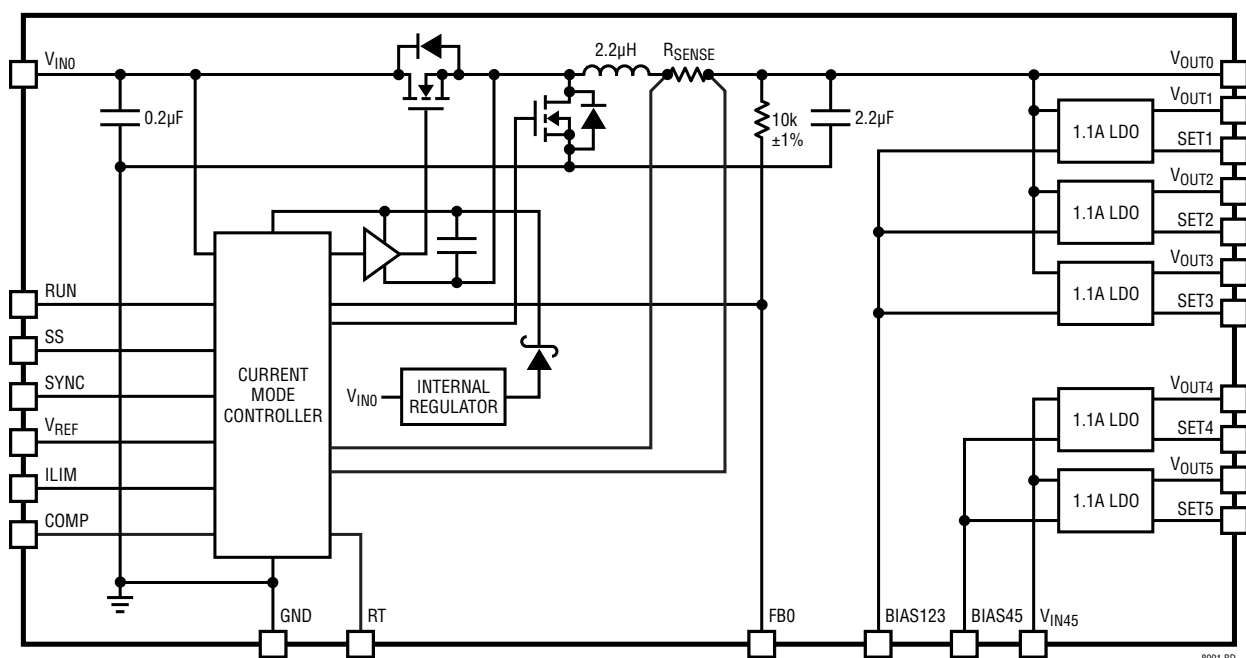 VIN0
2.2µH
RSENSE
VOUT0
0.2µF
10k
±1%
2.2µF
VOUT1
1.1A LDO
SET1
VOUT2
1.1A LDO
SET2
VOUT3
1.1A LDO
SET3
RUN
SS
SYNC
VREF
ILIM
COMP
CURRENT
MODE
CONTROLLER
VIN0
INTERNAL
REGULATOR
VOUT4
1.1A LDO
SET4
VOUT5
1.1A LDO
SET5
GND
RT
FB0
BIAS123
BIAS45
VIN45
8001 BD